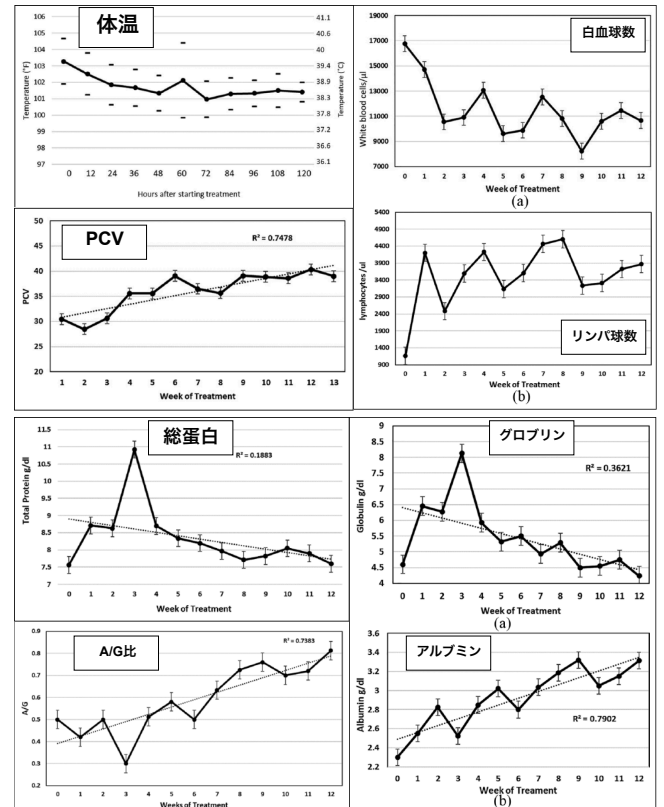 体温
106
105
104
103
102
101
100
99
98
97
41.1
40.6
40
39.4
38.9
38.3
37.8
37.2
36.6
36.1
Temperature (°F)
Temperature (°C)
0 12 24 36 48 60 72 84 96 108 120
Hours after starting treatment
白血球数
17000
15000
13000
11000
9000
7000
White blood cells/µl
0 1 2 3 4 5 6 7 8 9 10 11 12
Week of Treatment
(a)
PCV
R² = 0.7478
50
45
40
35
30
25
20
PCV
1 2 3 4 5 6 7 8 9 10 11 12 13
Week of Treatment
5400
4900
4400
3900
3400
2900
2400
1900
1400
900
lymphocytes /ul
リンパ球数
0 1 2 3 4 5 6 7 8 9 10 11 12
Week of Treatment
(b)
総蛋白
R² = 0.1883
11.5
11
10.5
10
9.5
9
8.5
8
7.5
7
Total Protein g/dl
0 1 2 3 4 5 6 7 8 9 10 11 12
Week of Treatment
グロブリン
R² = 0.3621
9
8.5
8
7.5
7
6.5
6
5.5
5
4.5
4
Globulin g/dl
0 1 2 3 4 5 6 7 8 9 10 11 12
Week of Treatment
(a)
A/G比
R² = 0.7383
0.9
0.8
0.7
0.6
0.5
0.4
0.3
0.2
A/G
0 1 2 3 4 5 6 7 8 9 10 11 12
Weeks of Treatment
アルブミン
R² = 0.7902
3.6
3.4
3.2
3
2.8
2.6
2.4
2.2
Albumin g/dl
0 1 2 3 4 5 6 7 8 9 10 11 12
Week of Treatment
(b)